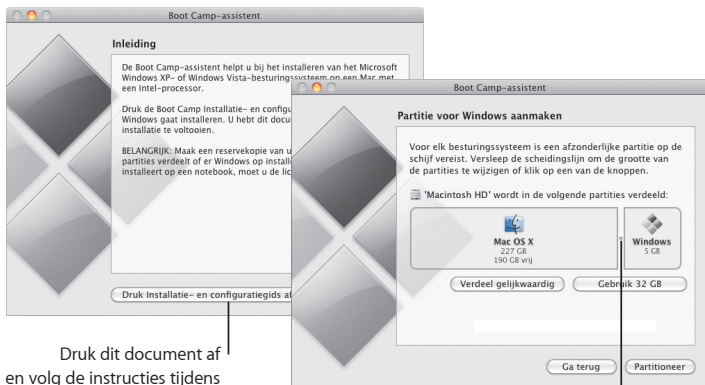 Boot Camp-assistent
Inleiding
De Boot Camp-assistent helpt u bij het installeren van het Microsoft
Windows XP- of Windows Vista-besturingssysteem op een Mac met
een Intel-processor.
Druk de Boot Camp Installatie- en configu
Windows gaat installeren. U hebt dit docu
installatie te voltooien.
BELANGRIJK: Maak een reservekopie van u
partities verdeelt of er Windows op install
installeert op een notebook, moet u de lic
Druk Installatie- en configuratiegids af
Boot Camp-assistent
Partitie voor Windows aanmaken
Voor elk besturingssysteem is een afzonderlijke partitie op de
schijf vereist. Versleep de scheidingslijn om de grootte van
de partities te wijzigen of klik op een van de knoppen.
'Macintosh HD' wordt in de volgende partities verdeeld:
Mac OS X
227 GB
190 GB vrij
Windows
5 GB
Verdeel gelijkwaardig
Gebruik 32 GB
Ga terug
Partitioneer
Druk dit document af
en volg de instructies tijdens